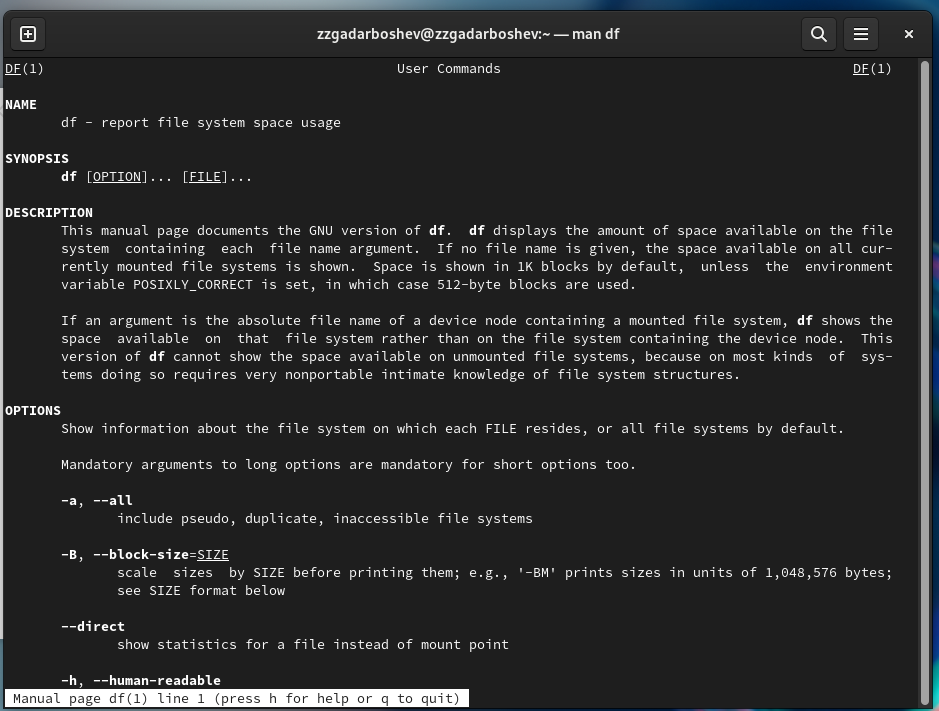 zzgadarboshev@zzgadarboshev:~ — man df
DF(1) User Commands DF(1)
NAME
df - report file system space usage
SYNOPSIS
df [OPTION]... [FILE]...
DESCRIPTION
This manual page documents the GNU version of df.  df displays the amount of space available on the file
system  containing  each  file name argument.  If no file name is given, the space available on all cur-
rently mounted file systems is shown.  Space is shown in 1K blocks by default,  unless  the  environment
variable POSIXLY_CORRECT is set, in which case 512-byte blocks are used.
If an argument is the absolute file name of a device node containing a mounted file system, df shows the
space  available  on  that  file system rather than on the file system containing the device node.  This
version of df cannot show the space available on unmounted file systems, because on most kinds  of  sys-
tems doing so requires very nonportable intimate knowledge of file system structures.
OPTIONS
Show information about the file system on which each FILE resides, or all file systems by default.
Mandatory arguments to long options are mandatory for short options too.
-a, --all
include pseudo, duplicate, inaccessible file systems
-B, --block-size=SIZE
scale  sizes  by SIZE before printing them; e.g., '-BM' prints sizes in units of 1,048,576 bytes;
see SIZE format below
--direct
show statistics for a file instead of mount point
-h, --human-readable
Manual page df(1) line 1 (press h for help or q to quit)